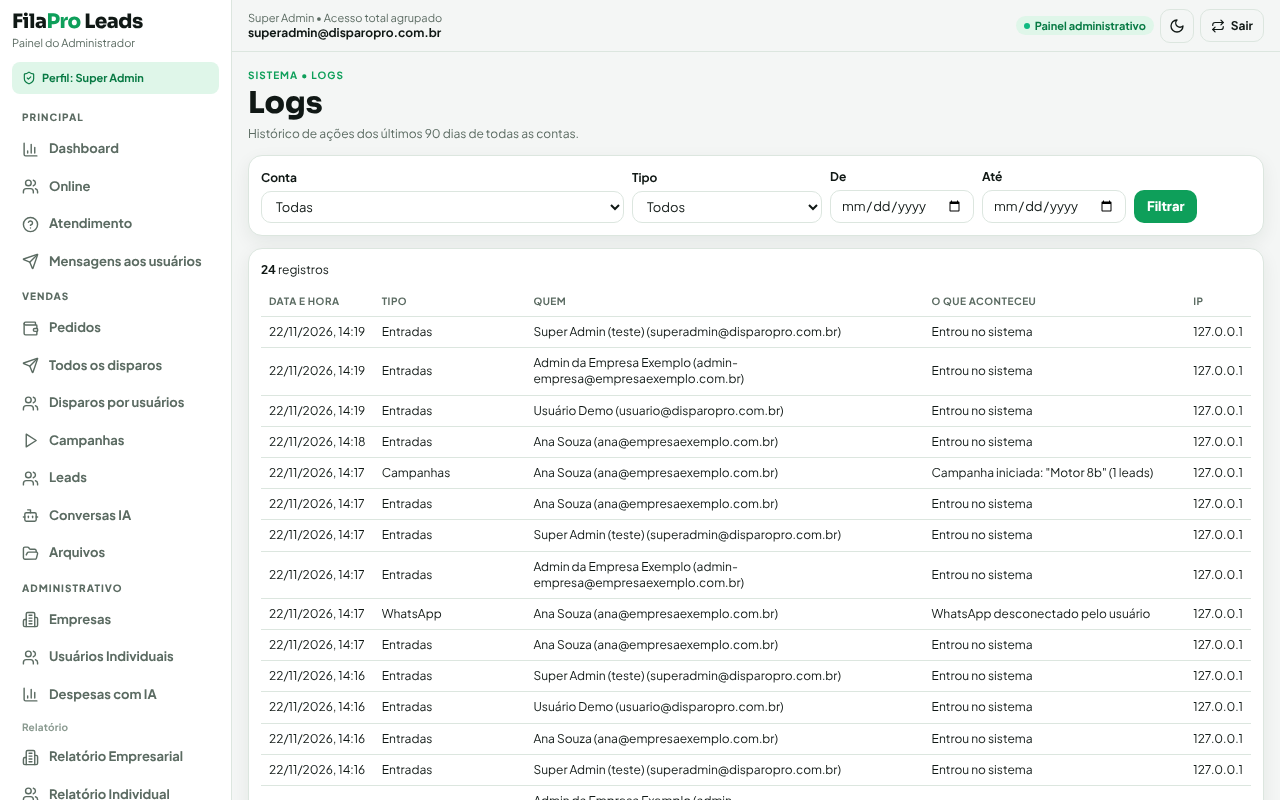 FilaPro Leads
Painel do Administrador
Perfil: Super Admin
PRINCIPAL
Dashboard
Online
Atendimento
Mensagens aos usuários
VENDAS
Pedidos
Todos os disparos
Disparos por usuários
Campanhas
Leads
Conversas IA
Arquivos
ADMINISTRATIVO
Empresas
Usuários Individuais
Despesas com IA
Relatório
Relatório Empresarial
Relatório Individual
Super Admin • Acesso total agrupado
superadmin@disparopro.com.br
Painel administrativo
Sair
SISTEMA • LOGS
Logs
Histórico de ações dos últimos 90 dias de todas as contas.
Conta Tipo De Até
Todas Todos mm/dd/yyyy mm/dd/yyyy Filtrar
24 registros
DATA E HORA TIPO QUEM O QUE ACONTECEU IP
22/11/2026, 14:19 Entradas Super Admin (teste) (superadmin@disparopro.com.br) Entrou no sistema 127.0.0.1
22/11/2026, 14:19 Entradas Admin da Empresa Exemplo (admin-
empresa@empresaexemplo.com.br) Entrou no sistema 127.0.0.1
22/11/2026, 14:19 Entradas Usuário Demo (usuario@disparopro.com.br) Entrou no sistema 127.0.0.1
22/11/2026, 14:18 Entradas Ana Souza (ana@empresaexemplo.com.br) Entrou no sistema 127.0.0.1
22/11/2026, 14:17 Campanhas Ana Souza (ana@empresaexemplo.com.br) Campanha iniciada: "Motor 8b" (1 leads) 127.0.0.1
22/11/2026, 14:17 Entradas Ana Souza (ana@empresaexemplo.com.br) Entrou no sistema 127.0.0.1
22/11/2026, 14:17 Entradas Super Admin (teste) (superadmin@disparopro.com.br) Entrou no sistema 127.0.0.1
22/11/2026, 14:17 Entradas Admin da Empresa Exemplo (admin-
empresa@empresaexemplo.com.br) Entrou no sistema 127.0.0.1
22/11/2026, 14:17 WhatsApp Ana Souza (ana@empresaexemplo.com.br) WhatsApp desconectado pelo usuário 127.0.0.1
22/11/2026, 14:17 Entradas Ana Souza (ana@empresaexemplo.com.br) Entrou no sistema 127.0.0.1
22/11/2026, 14:16 Entradas Super Admin (teste) (superadmin@disparopro.com.br) Entrou no sistema 127.0.0.1
22/11/2026, 14:16 Entradas Usuário Demo (usuario@disparopro.com.br) Entrou no sistema 127.0.0.1
22/11/2026, 14:16 Entradas Ana Souza (ana@empresaexemplo.com.br) Entrou no sistema 127.0.0.1
22/11/2026, 14:16 Entradas Super Admin (teste) (superadmin@disparopro.com.br) Entrou no sistema 127.0.0.1
Admin da Empresa Exemplo (admin-